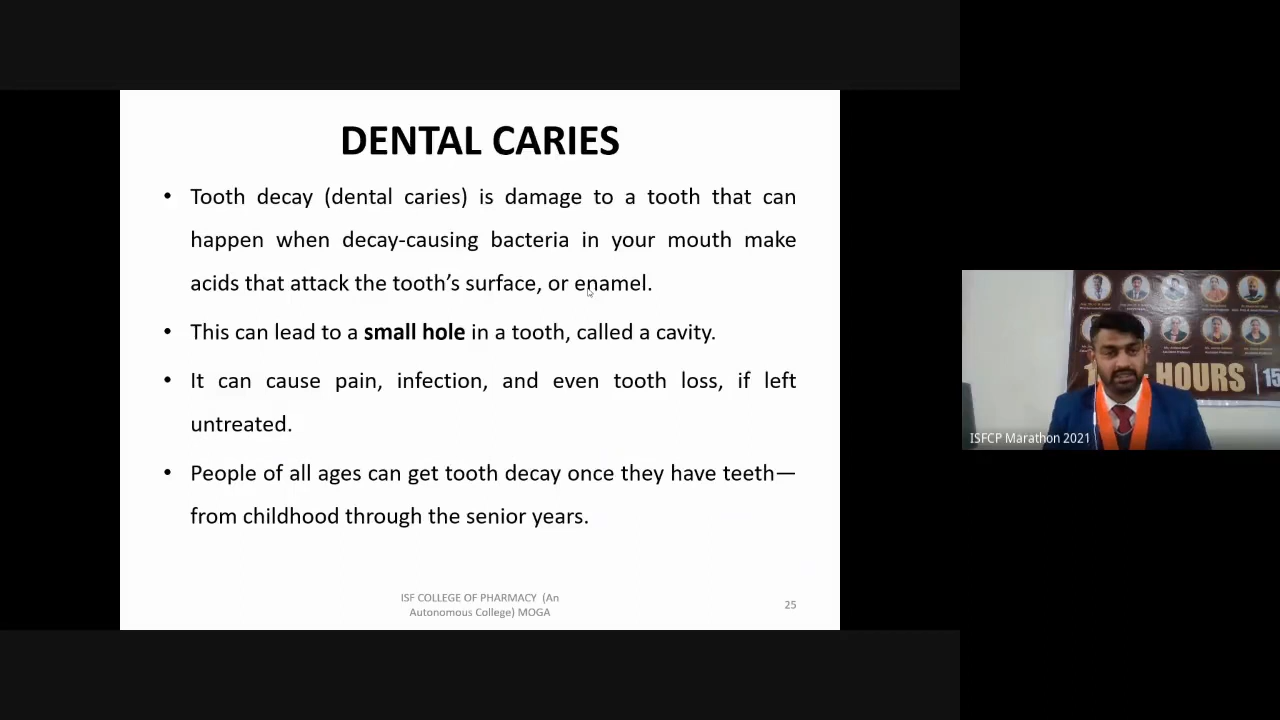 DENTAL CARIES
• Tooth decay (dental caries) is damage to a tooth that can
happen when decay-causing bacteria in your mouth make
acids that attack the tooth’s surface, or enamel.
• This can lead to a small hole in a tooth, called a cavity.
• It can cause pain, infection, and even tooth loss, if left
untreated.
• People of all ages can get tooth decay once they have teeth—
from childhood through the senior years.
ISF COLLEGE OF PHARMACY (An
Autonomous College) MOGA
25
HOURS
15
ISFCP Marathon 2021